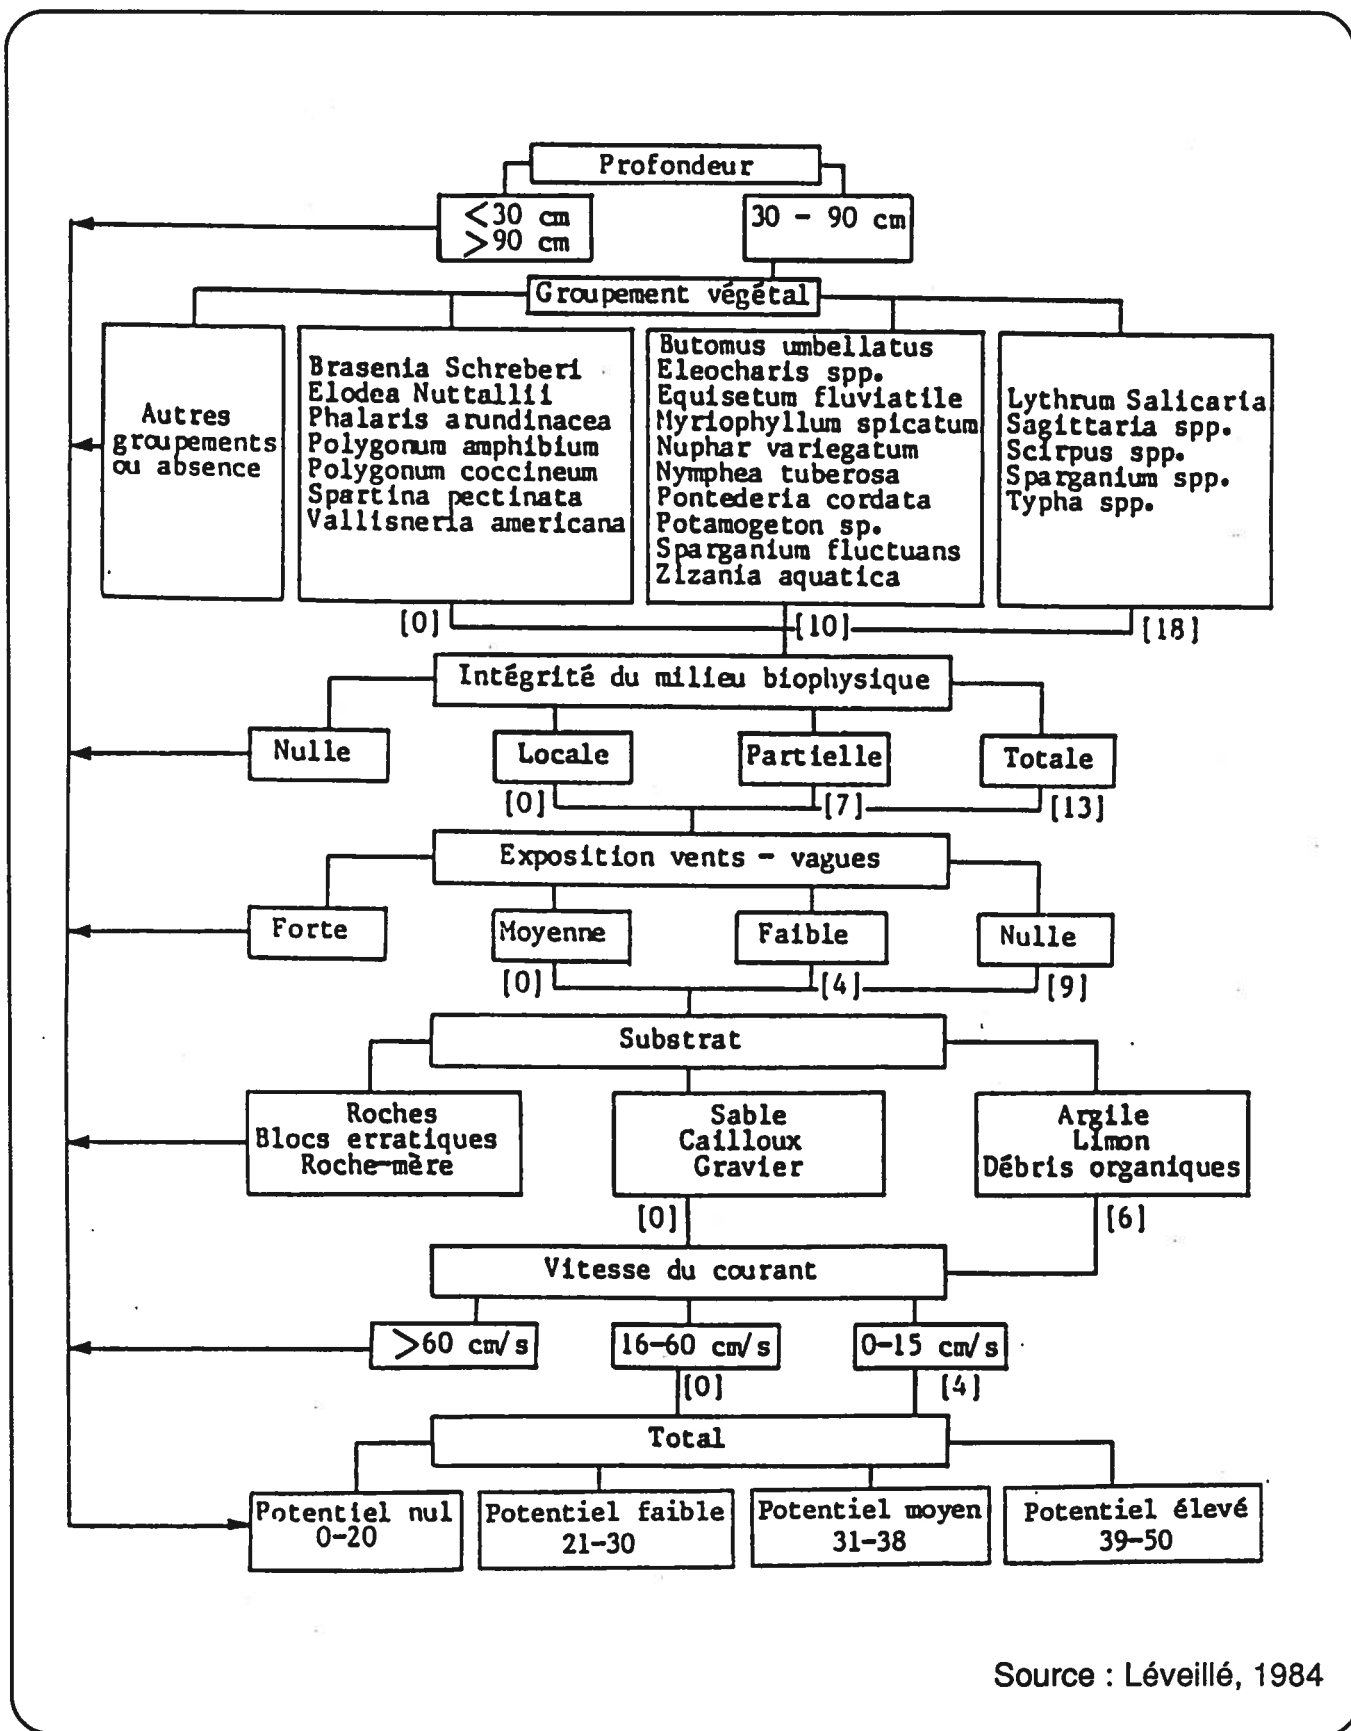 Profondeur
<30 cm
>90 cm
30 - 90 cm
Groupement végétal
Autres
groupements
ou absence
Brasenia Schreberi
Elodea Nuttallii
Phalaris arundinacea
Polygonum amphibium
Polygonum coccineum
Spartina pectinata
Vallisneria americana
Butomus umbellatus
Eleocharis spp.
Equisetum fluviatile
Myriophyllum spicatum
Nuphar variegatum
Nymphea tuberosa
Pontederia cordata
Potamogeton sp.
Sparganium fluctuans
Zizania aquatica
Lythrum Salicaria
Sagittaria spp.
Scirpus spp.
Sparganium spp.
Typha spp.
[0]
[10]
[18]
Intégrité du milieu biophysique
Nulle
Locale
Partielle
Totale
[0]
[7]
[13]
Exposition vents - vagues
Forte
Moyenne
Faible
Nulle
[0]
[4]
[9]
Substrat
Roches
Blocs erratiques
Roche-mère
Sable
Cailloux
Gravier
Argile
Limon
Débris organiques
[0]
[6]
Vitesse du courant
>60 cm/s
16-60 cm/s
0-15 cm/s
[0]
[4]
Total
Potentiel nul
0-20
Potentiel faible
21-30
Potentiel moyen
31-38
Potentiel élevé
39-50
Source : Léveillé, 1984